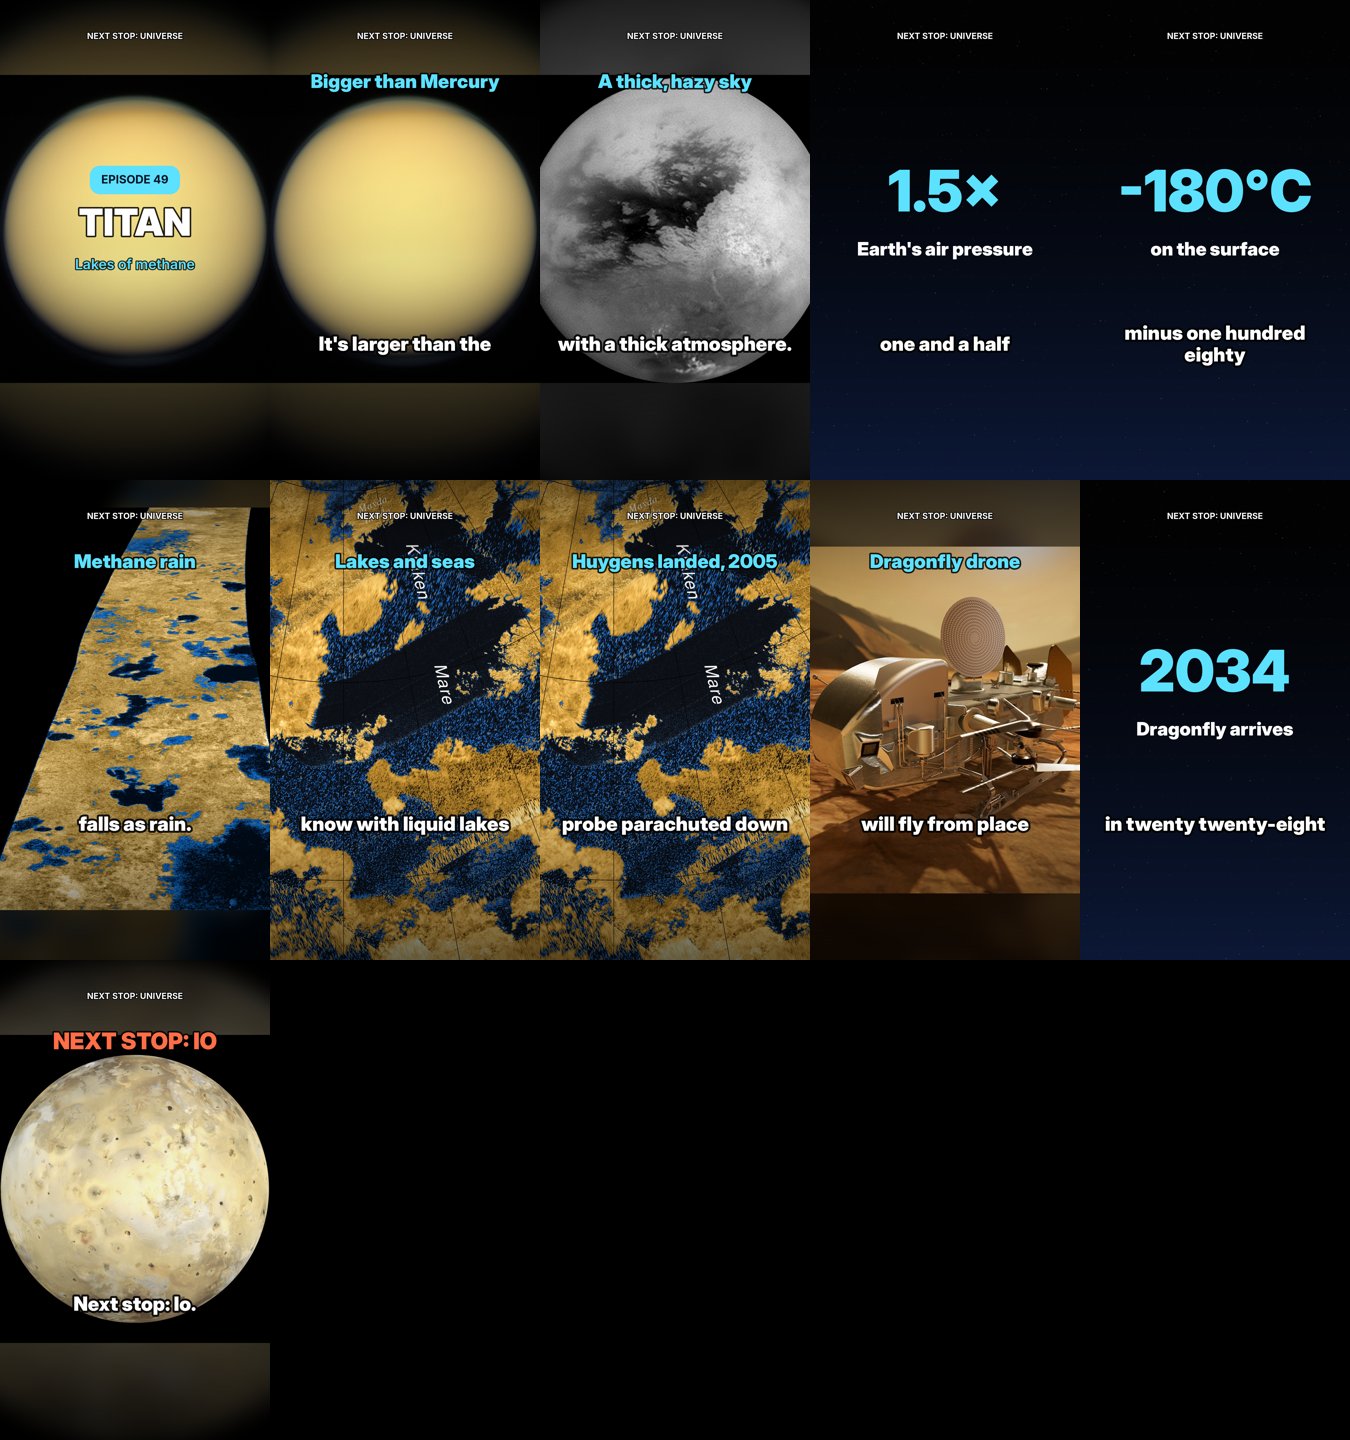 NEXT STOP: UNIVERSE
EPISODE 49
TITAN
Lakes of methane
NEXT STOP: UNIVERSE
Bigger than Mercury
It's larger than the
NEXT STOP: UNIVERSE
A thick, hazy sky
with a thick atmosphere.
NEXT STOP: UNIVERSE
1.5×
Earth's air pressure
one and a half
NEXT STOP: UNIVERSE
-180°C
on the surface
minus one hundred
eighty
NEXT STOP: UNIVERSE
Methane rain
falls as rain.
NEXT STOP: UNIVERSE
Lakes and seas
Mare
know with liquid lakes
NEXT STOP: UNIVERSE
Huygens landed, 2005
Mare
probe parachuted down
NEXT STOP: UNIVERSE
Dragonfly drone
will fly from place
NEXT STOP: UNIVERSE
2034
Dragonfly arrives
in twenty twenty-eight
NEXT STOP: UNIVERSE
NEXT STOP: IO
Next stop: Io.